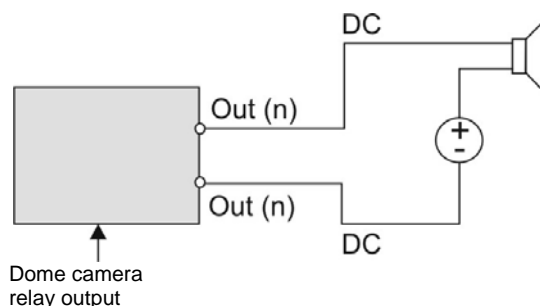 DC
Out (n)
+
-
Out (n)
DC
Dome camera
relay output